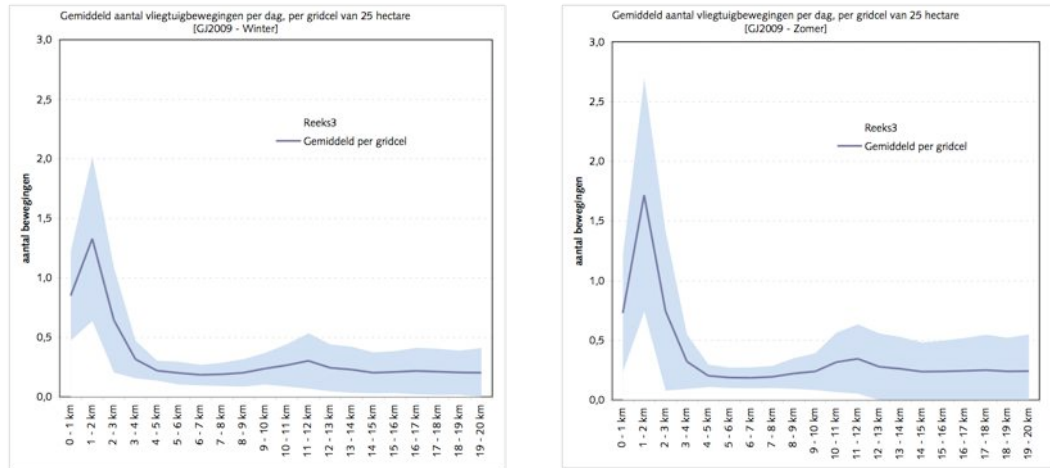 Gemiddeld aantal vliegtuigbewegingen per dag, per gridcel van 25 hectare
[GJ2009 - Winter]
3,0
2,5
2,0
1,5
1,0
0,5
0,0
aantal bewegingen
Reeks3
Gemiddeld per gridcel
0 - 1 km
1 - 2 km
2 - 3 km
3 - 4 km
4 - 5 km
5 - 6 km
6 - 7 km
7 - 8 km
8 - 9 km
9 - 10 km
10 - 11 km
11 - 12 km
12 - 13 km
13 - 14 km
14 - 15 km
15 - 16 km
16 - 17 km
17 - 18 km
18 - 19 km
19 - 20 km
Gemiddeld aantal vliegtuigbewegingen per dag, per gridcel van 25 hectare
[GJ2009 - Zomer]
3,0
2,5
2,0
1,5
1,0
0,5
0,0
aantal bewegingen
Reeks3
Gemiddeld per gridcel
0 - 1 km
1 - 2 km
2 - 3 km
3 - 4 km
4 - 5 km
5 - 6 km
6 - 7 km
7 - 8 km
8 - 9 km
9 - 10 km
10 - 11 km
11 - 12 km
12 - 13 km
13 - 14 km
14 - 15 km
15 - 16 km
16 - 17 km
17 - 18 km
18 - 19 km
19 - 20 km